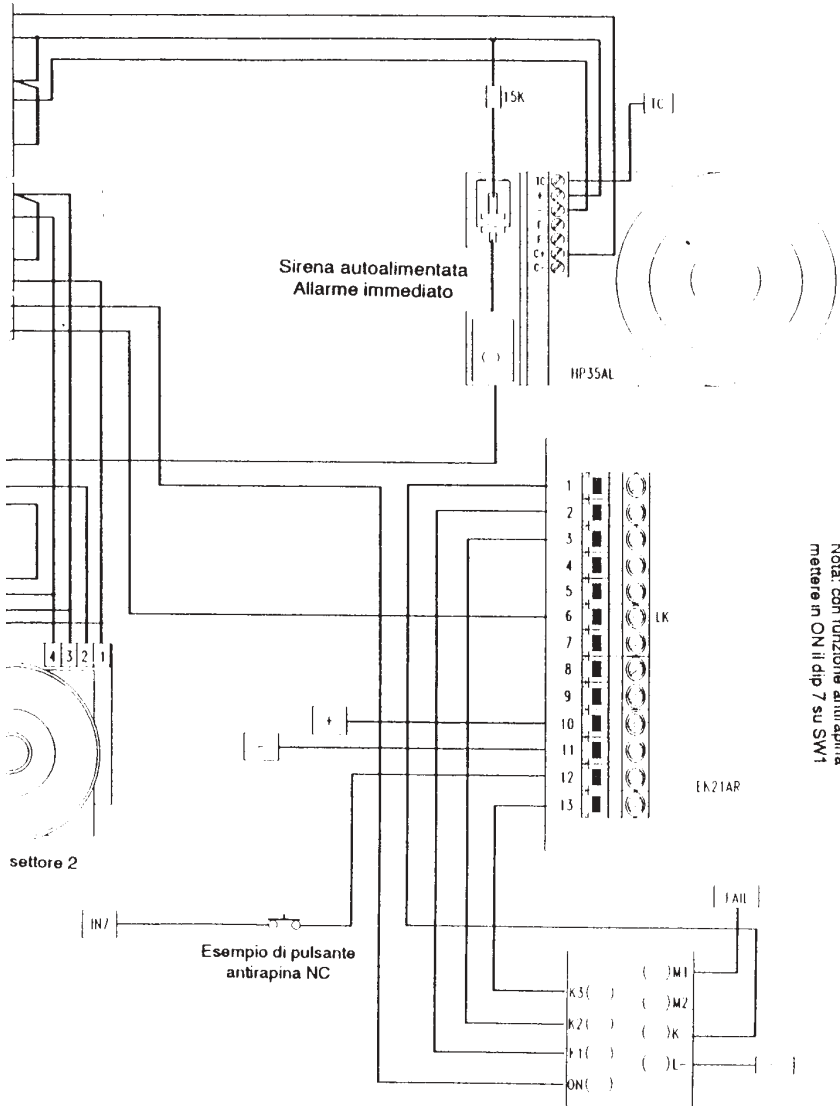 15K
TC
TC
+
-
F
F
C+
C-
Sirena autoalimentata
Allarme immediato
HP35AL
1
2
3
4
5
6
7
8
9
10
11
12
13
LK
EK21AR
Nota: con funzione antirapina
mettere in ON il dip 7 su SW1
4 3 2 1
+
-
settore 2
IN7
Esempio di pulsante
antirapina NC
FAIL
K3( )
K2( )
K1( )
ON( )
( )M1
( )M2
( )K
( )L-
-